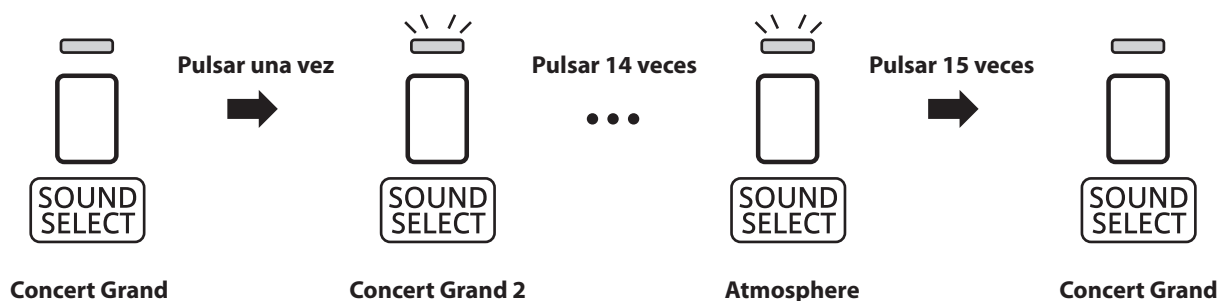 Pulsar una vez
Pulsar 14 veces
Pulsar 15 veces
SOUND
SELECT
SOUND
SELECT
SOUND
SELECT
SOUND
SELECT
Concert Grand
Concert Grand 2
Atmosphere
Concert Grand